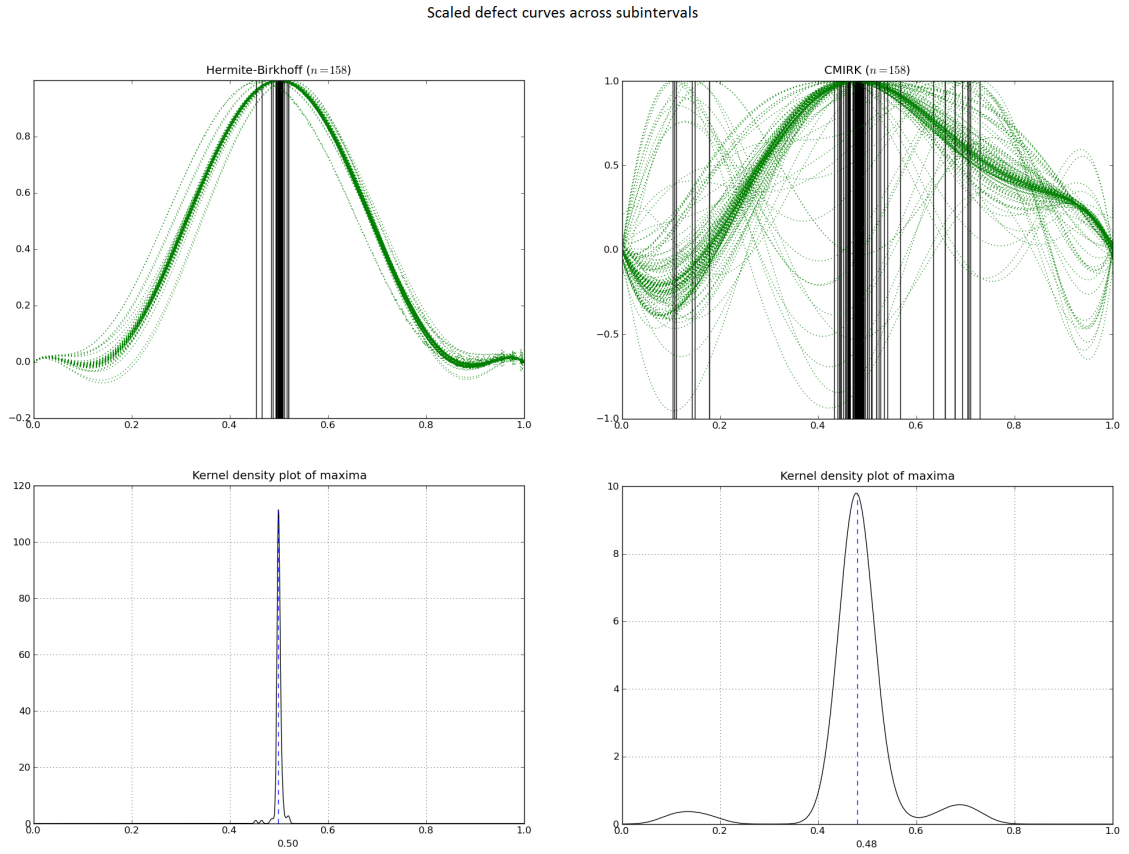 Scaled defect curves across subintervals
Hermite-Birkhoff (n=158)
0.8
0.6
0.4
0.2
0.0
−0.2
0.0 0.2 0.4 0.6 0.8 1.0
CMIRK (n=158)
1.0
0.5
0.0
−0.5
−1.0
0.0 0.2 0.4 0.6 0.8 1.0
Kernel density plot of maxima
120
100
80
60
40
20
0
0.0 0.2 0.4 0.6 0.8 1.0
0.50
Kernel density plot of maxima
10
8
6
4
2
0
0.0 0.2 0.4 0.6 0.8 1.0
0.48